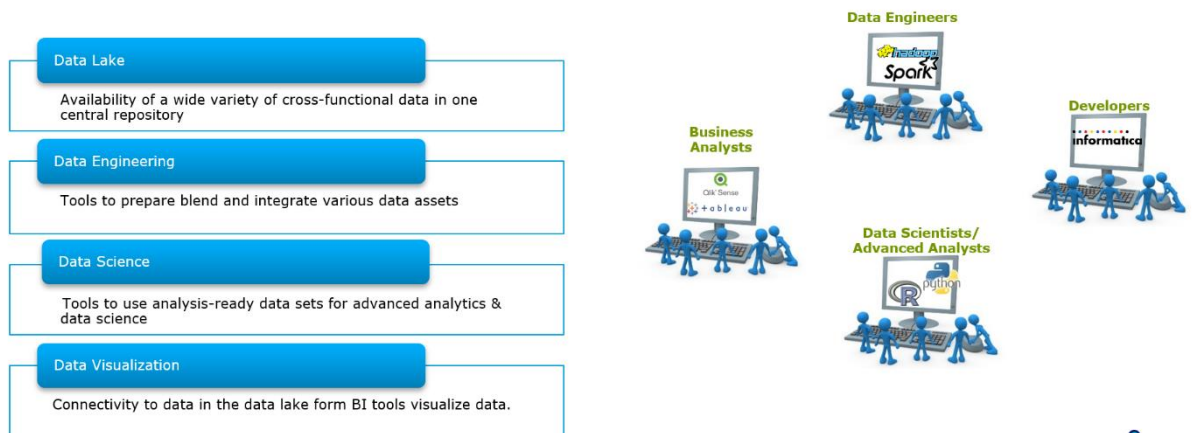 Data Lake
Availability of a wide variety of cross-functional data in one
central repository
Data Engineering
Tools to prepare blend and integrate various data assets
Data Science
Tools to use analysis-ready data sets for advanced analytics &
data science
Data Visualization
Connectivity to data in the data lake form BI tools visualize data.
Data Engineers
hadoop
Spark
Developers
informatica
Business
Analysts
Qlik Sense
+ableau
Data Scientists/
Advanced Analysts
R
python